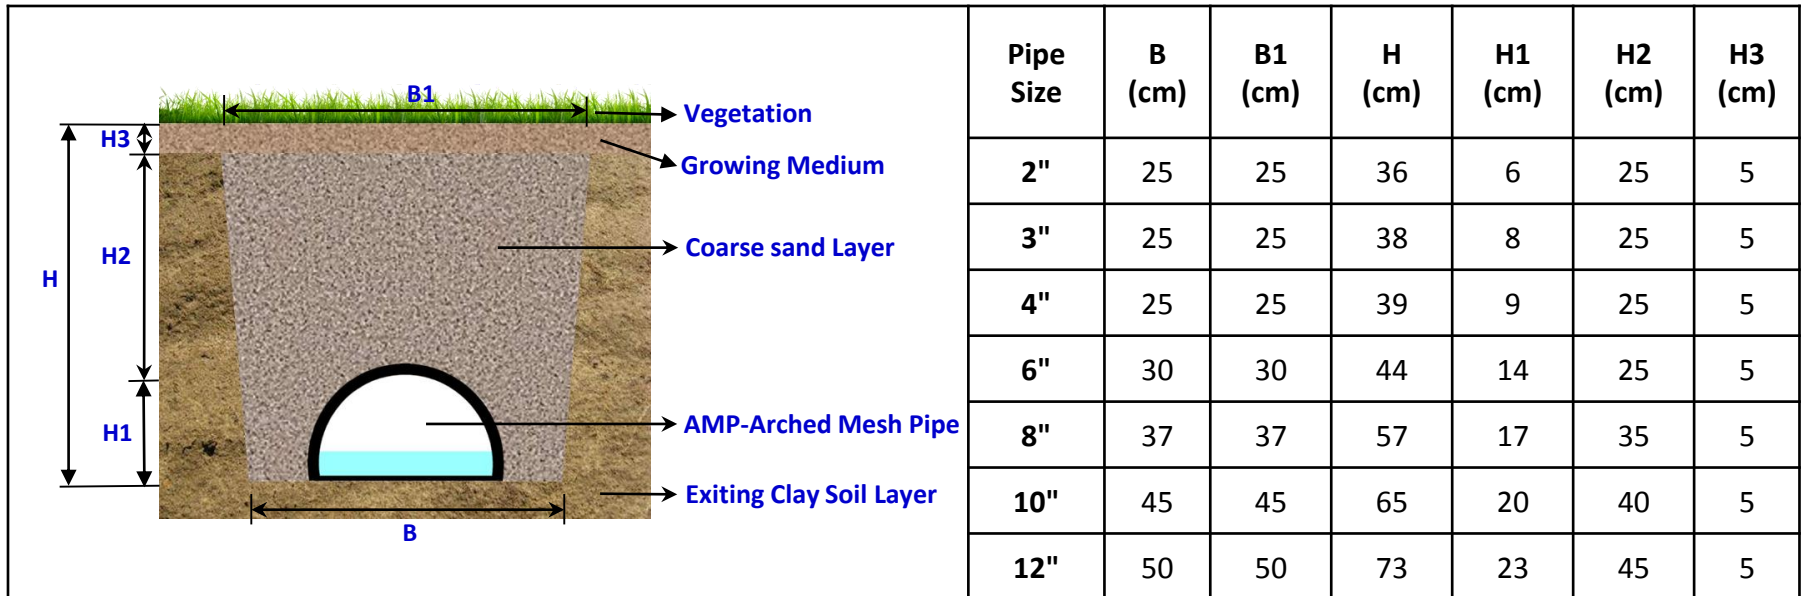 B1
Vegetation
H3
Growing Medium
H2
Coarse sand Layer
H
H1
AMP-Arched Mesh Pipe
Exiting Clay Soil Layer
B
Pipe Size B (cm) B1 (cm) H (cm) H1 (cm) H2 (cm) H3 (cm)
2" 25 25 36 6 25 5
3" 25 25 38 8 25 5
4" 25 25 39 9 25 5
6" 30 30 44 14 25 5
8" 37 37 57 17 35 5
10" 45 45 65 20 40 5
12" 50 50 73 23 45 5